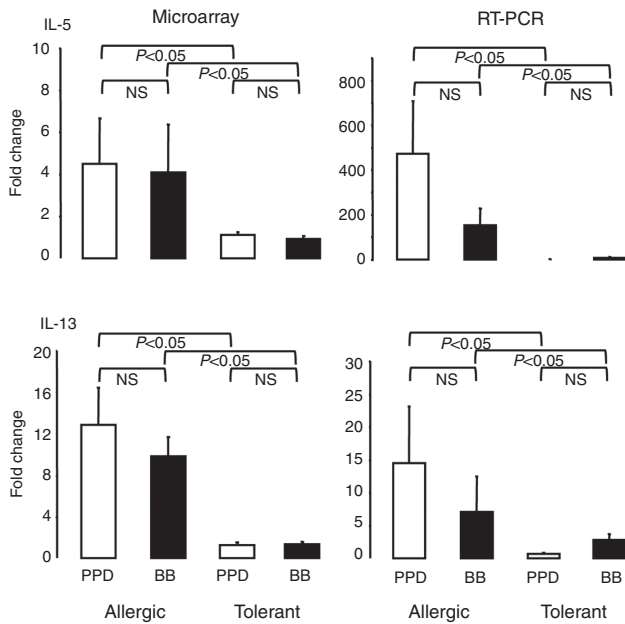 Microarray
RT-PCR
IL-5
10
8
6
4
2
0
Fold change
P<0.05
P<0.05
NS
NS
800
600
400
200
0
P<0.05
P<0.05
NS
NS
IL-13
20
16
12
8
4
0
Fold change
P<0.05
P<0.05
NS
NS
PPD
BB
PPD
BB
Allergic
Tolerant
30
25
20
15
10
5
0
P<0.05
P<0.05
NS
NS
PPD
BB
PPD
BB
Allergic
Tolerant